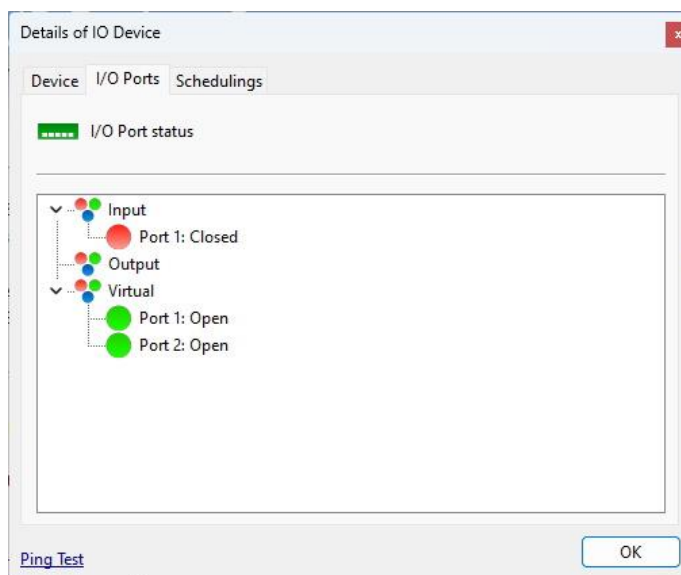 Details of IO Device
x
Device I/O Ports Schedulings
I/O Port status
Input
Port 1: Closed
Output
Virtual
Port 1: Open
Port 2: Open
Ping Test
OK